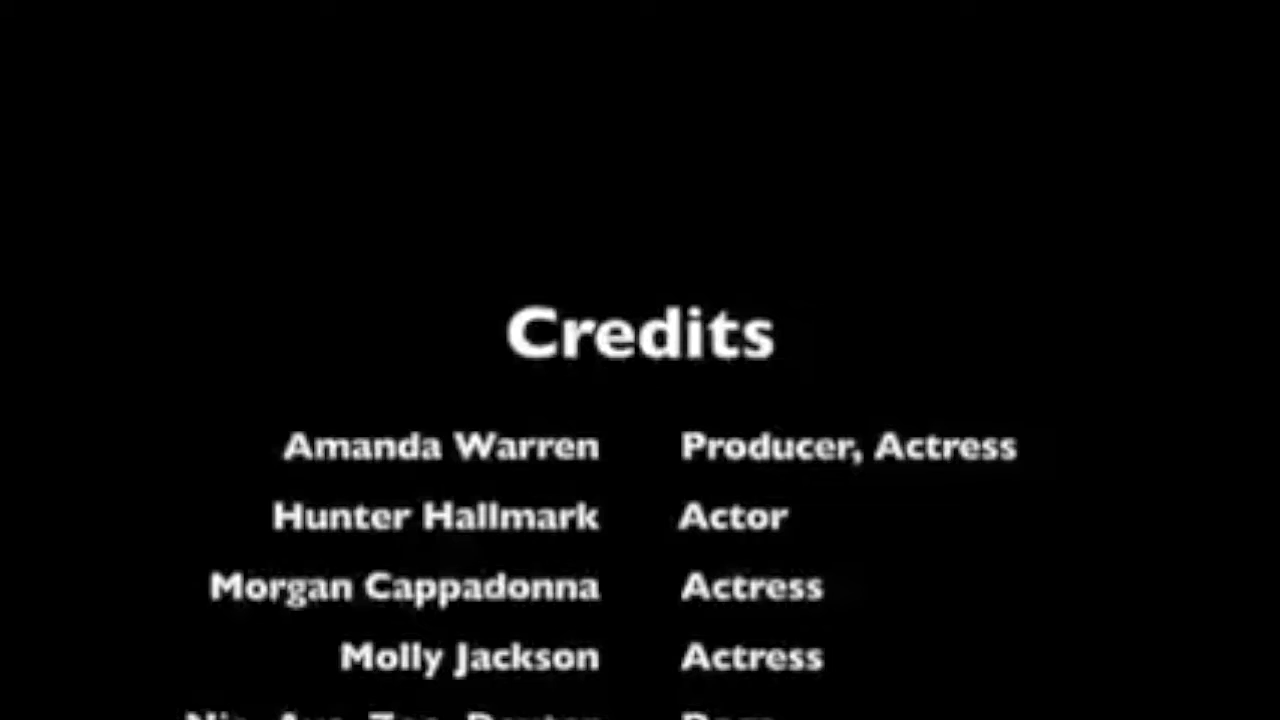 Credits
Amanda Warren Producer, Actress
Hunter Hallmark Actor
Morgan Cappadonna Actress
Molly Jackson Actress